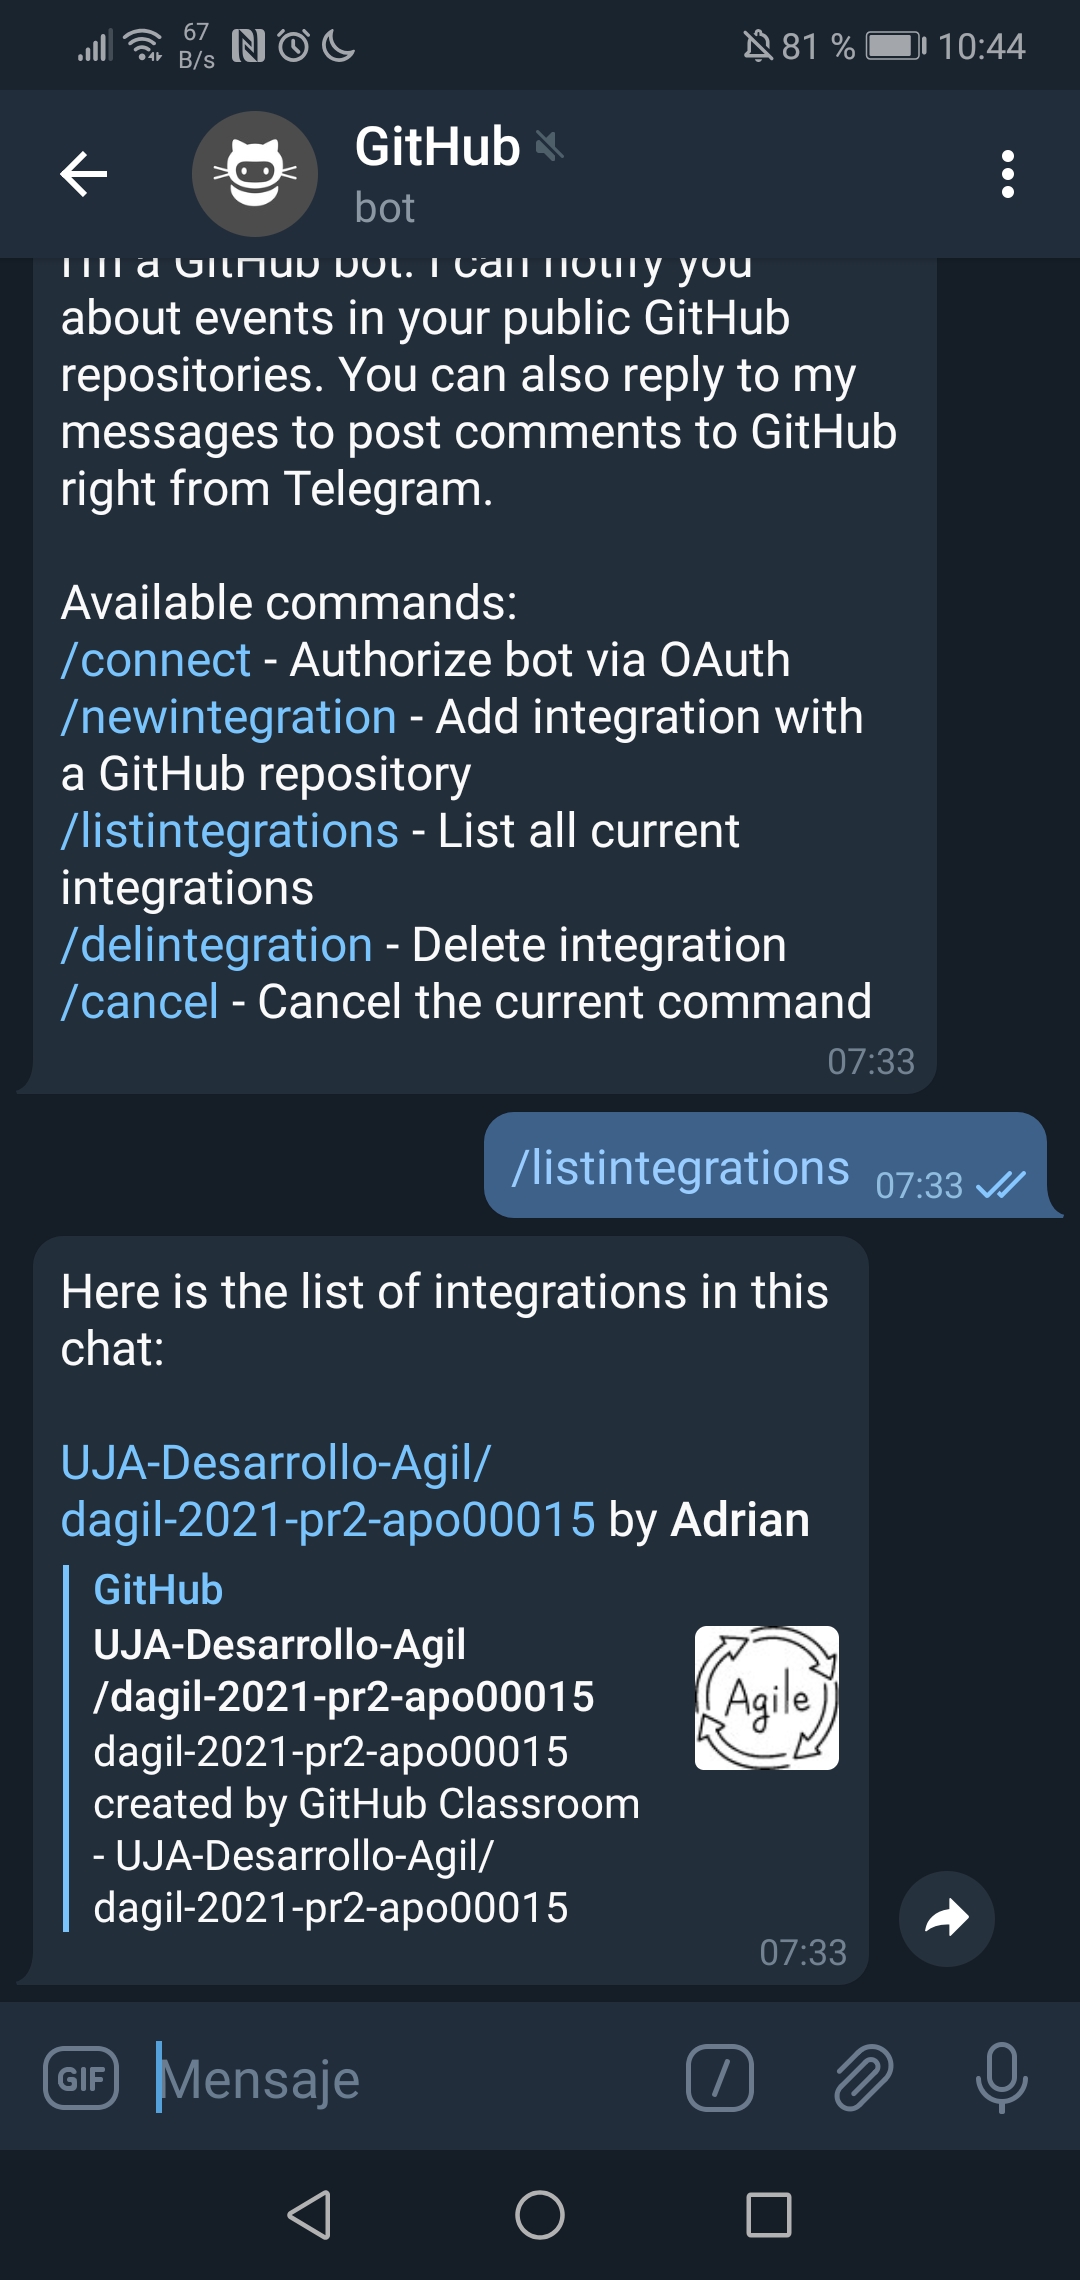 67
B/s
81 %
10:44
GitHub
bot
I'm a GitHub bot. I can notify you
about events in your public GitHub
repositories. You can also reply to my
messages to post comments to GitHub
right from Telegram.
Available commands:
/connect - Authorize bot via OAuth
/newintegration - Add integration with
a GitHub repository
/listintegrations - List all current
integrations
/delintegration - Delete integration
/cancel - Cancel the current command
07:33
/listintegrations 07:33
Here is the list of integrations in this
chat:
UJA-Desarrollo-Agil/
dagil-2021-pr2-apo00015 by Adrian
GitHub
UJA-Desarrollo-Agil
/dagil-2021-pr2-apo00015
Agile
dagil-2021-pr2-apo00015
created by GitHub Classroom
- UJA-Desarrollo-Agil/
dagil-2021-pr2-apo00015
07:33
GIF
Mensaje
/